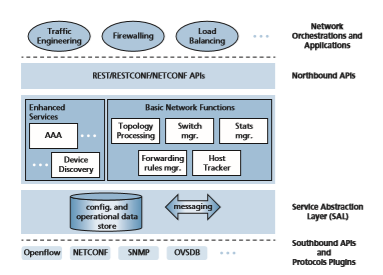 Traffic
Engineering
Firewalling
Load
Balancing
Network
Orchestrations and
Applications
REST/RESTCONF/NETCONF APIs
Northbound APIs
Enhanced
Services
AAA
Device
Discovery
Basic Network Functions
Topology
Processing
Switch
mgr.
Stats
mgr.
Forwarding
rules mgr.
Host
Tracker
config. and
operational data
store
messaging
Service Abstraction
Layer (SAL)
Openflow
NETCONF
SNMP
OVSDB
Southbound APIs
and
Protocols Plugins